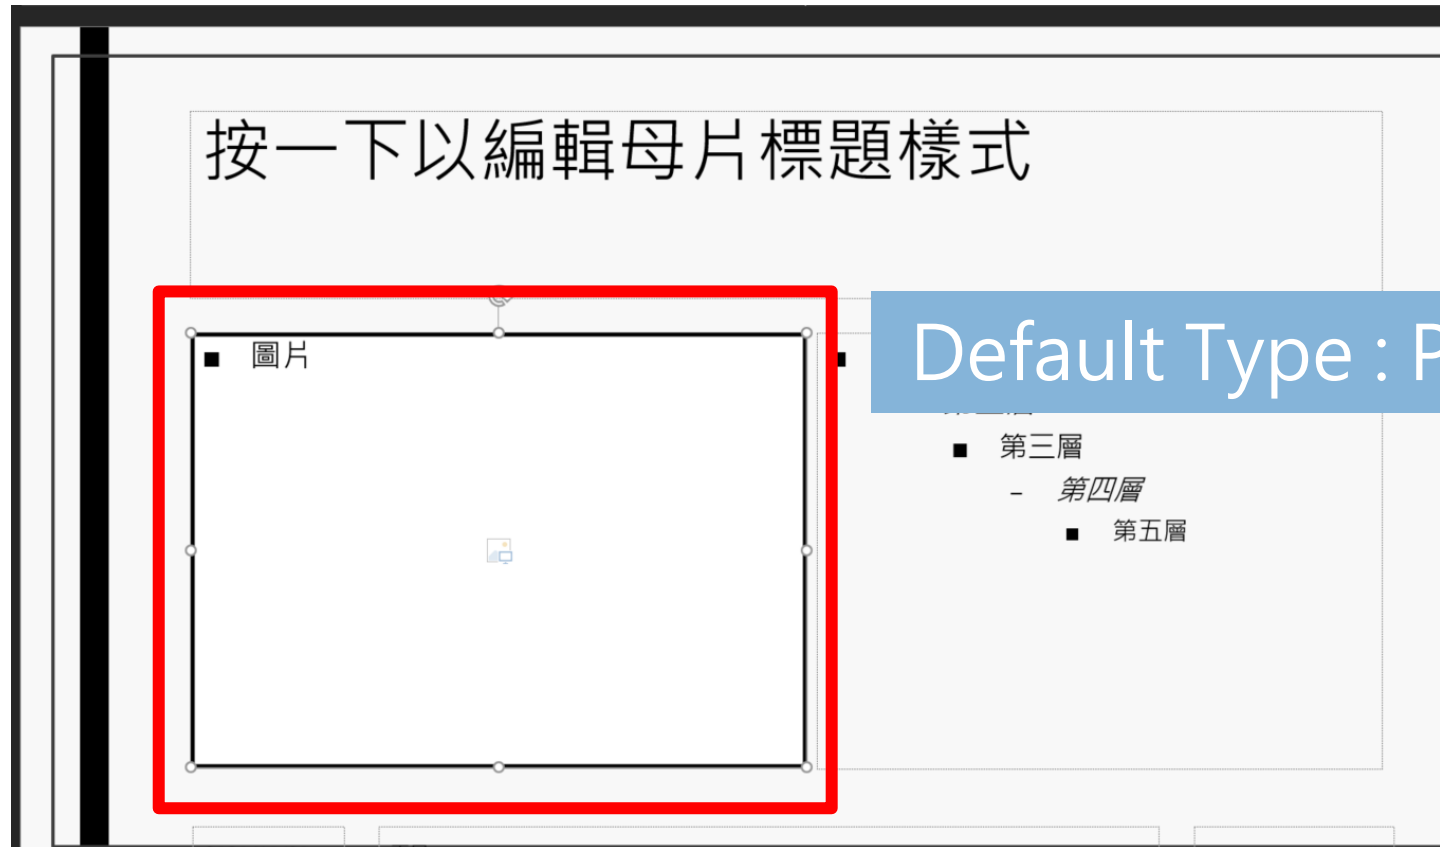 按一下以編輯母片標題樣式
■ 圖片
■
Default Type : P
■ 第三層
– 第四層
■ 第五層